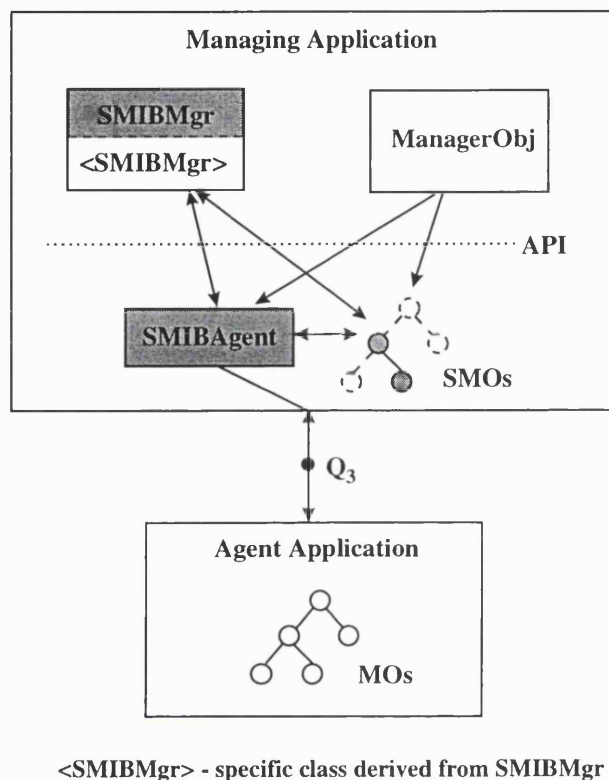 Managing Application
SMIBMgr
<SMIBMgr>
ManagerObj
API
SMIBAgent
SMOs
Q3
Agent Application
MOs
<SMIBMgr> - specific class derived from SMIBMgr